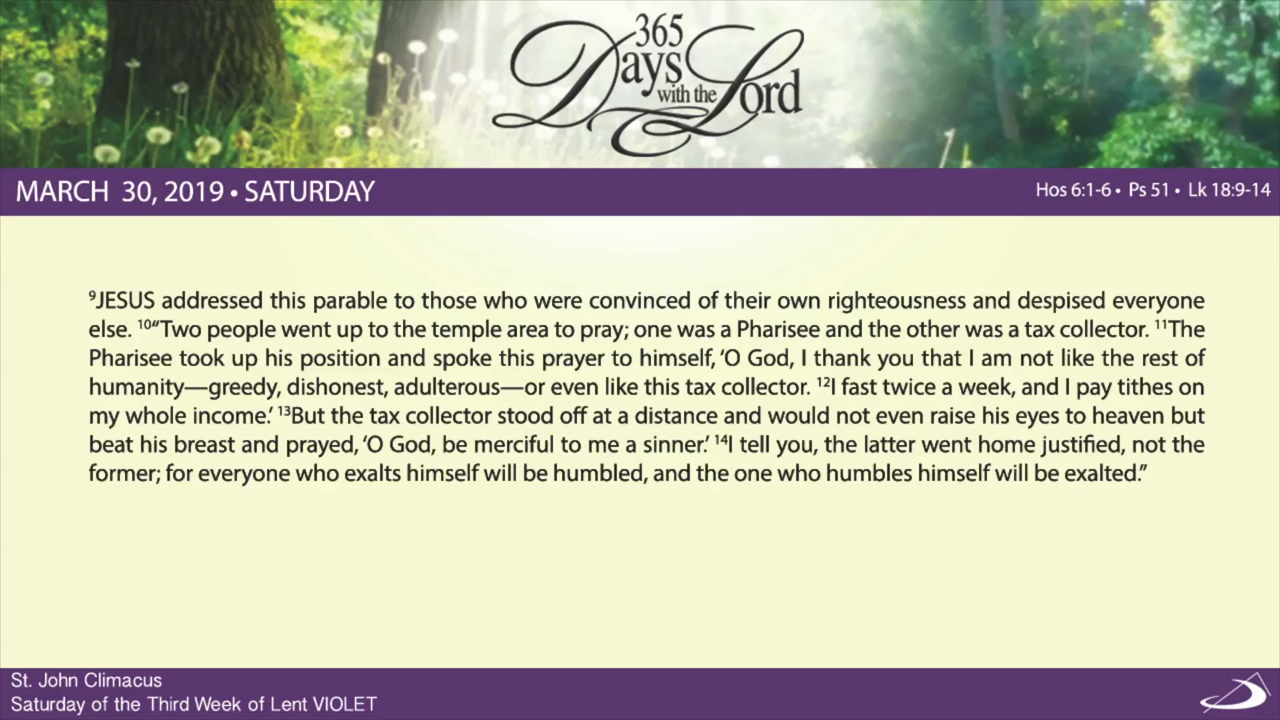 365
Days
with the Lord
MARCH 30, 2019 • SATURDAY
Hos 6:1-6 • Ps 51 • Lk 18:9-14
⁹JESUS addressed this parable to those who were convinced of their own righteousness and despised everyone
else. ¹⁰“Two people went up to the temple area to pray; one was a Pharisee and the other was a tax collector. ¹¹The
Pharisee took up his position and spoke this prayer to himself, ‘O God, I thank you that I am not like the rest of
humanity—greedy, dishonest, adulterous—or even like this tax collector. ¹²I fast twice a week, and I pay tithes on
my whole income.’ ¹³But the tax collector stood off at a distance and would not even raise his eyes to heaven but
beat his breast and prayed, ‘O God, be merciful to me a sinner.’ ¹⁴I tell you, the latter went home justified, not the
former; for everyone who exalts himself will be humbled, and the one who humbles himself will be exalted.”
St. John Climacus
Saturday of the Third Week of Lent VIOLET